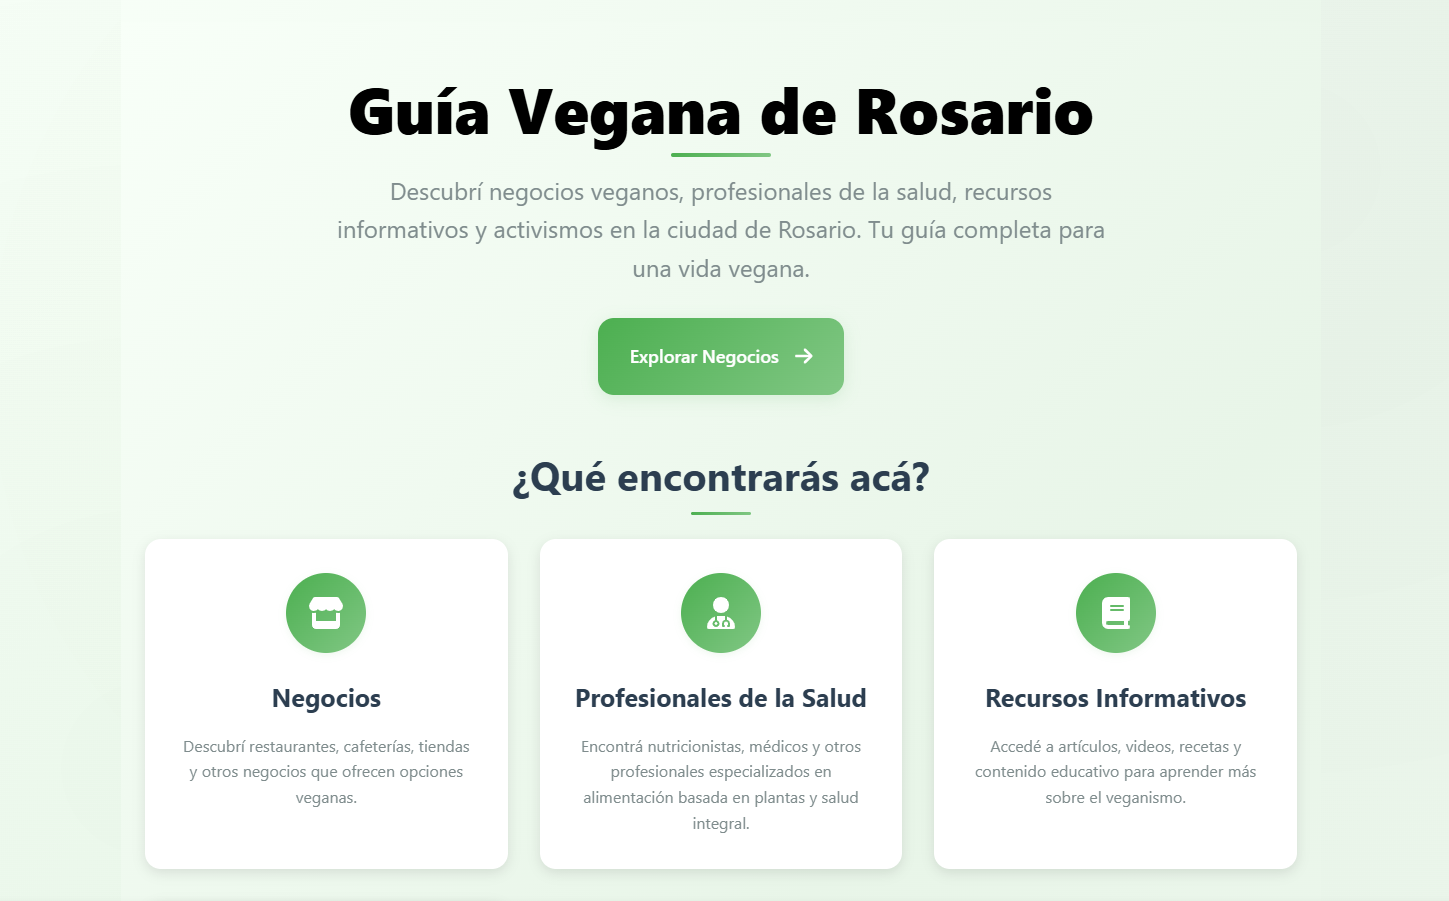 Guía Vegana de Rosario
Descubrí negocios veganos, profesionales de la salud, recursos
informativos y activismos en la ciudad de Rosario. Tu guía completa para
una vida vegana.
Explorar Negocios
¿Qué encontrarás acá?
Negocios
Descubrí restaurantes, cafeterías, tiendas
y otros negocios que ofrecen opciones
veganas.
Profesionales de la Salud
Encontrá nutricionistas, médicos y otros
profesionales especializados en
alimentación basada en plantas y salud
integral.
Recursos Informativos
Accedé a artículos, videos, recetas y
contenido educativo para aprender más
sobre el veganismo.